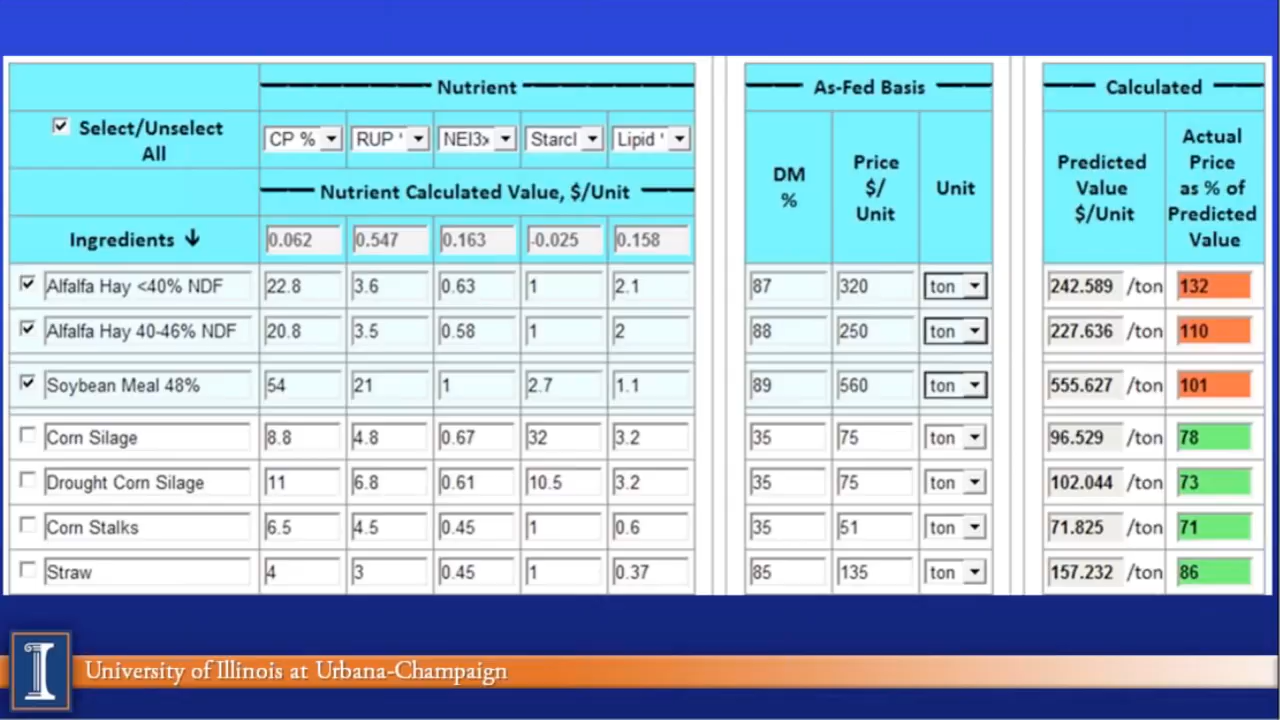 Nutrient As-Fed Basis Calculated
Select/Unselect All CP % RUP ' NEl3x Starcl Lipid ' DM % Price $/ Unit Unit Predicted Value $/Unit Actual Price as % of Predicted Value
Nutrient Calculated Value, $/Unit
Ingredients ↓ 0.062 0.547 0.163 -0.025 0.158
Alfalfa Hay <40% NDF 22.8 3.6 0.63 1 2.1 87 320 ton 242.589 /ton 132
Alfalfa Hay 40-46% NDF 20.8 3.5 0.58 1 2 88 250 ton 227.636 /ton 110
Soybean Meal 48% 54 21 1 2.7 1.1 89 560 ton 555.627 /ton 101
Corn Silage 8.8 4.8 0.67 32 3.2 35 75 ton 96.529 /ton 78
Drought Corn Silage 11 6.8 0.61 10.5 3.2 35 75 ton 102.044 /ton 73
Corn Stalks 6.5 4.5 0.45 1 0.6 35 51 ton 71.825 /ton 71
Straw 4 3 0.45 1 0.37 85 135 ton 157.232 /ton 86
I University of Illinois at Urbana-Champaign